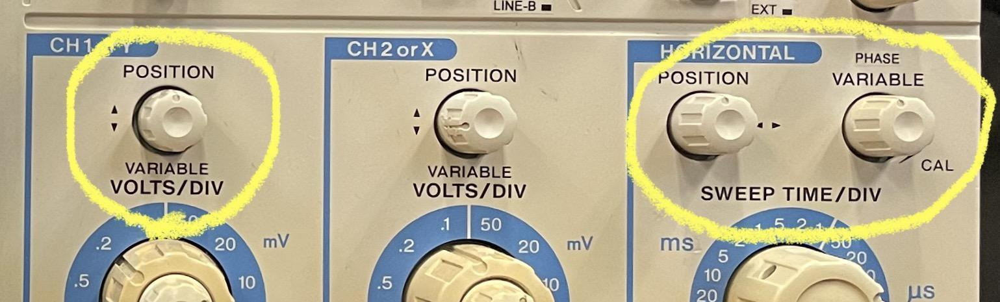 LINE-B
EXT
CH1 Y
POSITION
VARIABLE
VOLTS/DIV
50
.2
20
mV
.5
10
CH2 or X
POSITION
VARIABLE
VOLTS/DIV
.1
50
.2
20
mV
.5
10
HORIZONTAL
POSITION
PHASE
VARIABLE
CAL
SWEEP TIME/DIV
.1
50
.2
.5
1
2
5
20
ms
10
20
µs